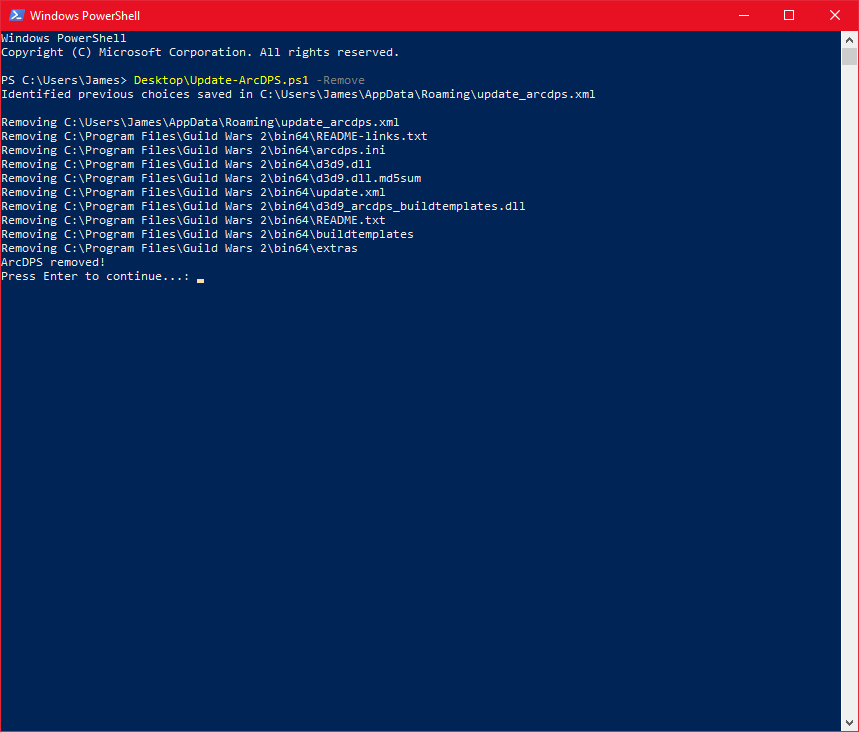 Windows PowerShell
Windows PowerShell
Copyright (C) Microsoft Corporation. All rights reserved.
PS C:\Users\James> Desktop\Update-ArcDPS.ps1 -Remove
Identified previous choices saved in C:\Users\James\AppData\Roaming\update_arcdps.xml
Removing C:\Users\James\AppData\Roaming\update_arcdps.xml
Removing C:\Program Files\Guild Wars 2\bin64\README-links.txt
Removing C:\Program Files\Guild Wars 2\bin64\arcdps.ini
Removing C:\Program Files\Guild Wars 2\bin64\d3d9.dll
Removing C:\Program Files\Guild Wars 2\bin64\d3d9.dll.md5sum
Removing C:\Program Files\Guild Wars 2\bin64\update.xml
Removing C:\Program Files\Guild Wars 2\bin64\d3d9_arcdps_buildtemplates.dll
Removing C:\Program Files\Guild Wars 2\bin64\README.txt
Removing C:\Program Files\Guild Wars 2\bin64\buildtemplates
Removing C:\Program Files\Guild Wars 2\bin64\extras
ArcDPS removed!
Press Enter to continue...: